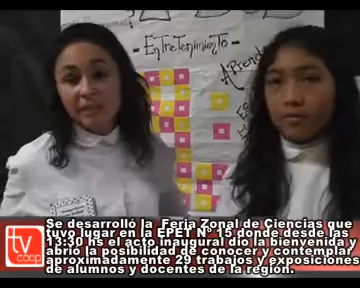 - Entretenimiento -
Aprend
Se desarrolló la Feria Zonal de Ciencias que
tuvo lugar en la EPET N° 15 donde desde las
13:30 hs el acto inaugural dio la bienvenida y
abrió la posibilidad de conocer y contemplar
aproximadamente 29 trabajos y exposiciones
de alumnos y docentes de la región.
tv
coop